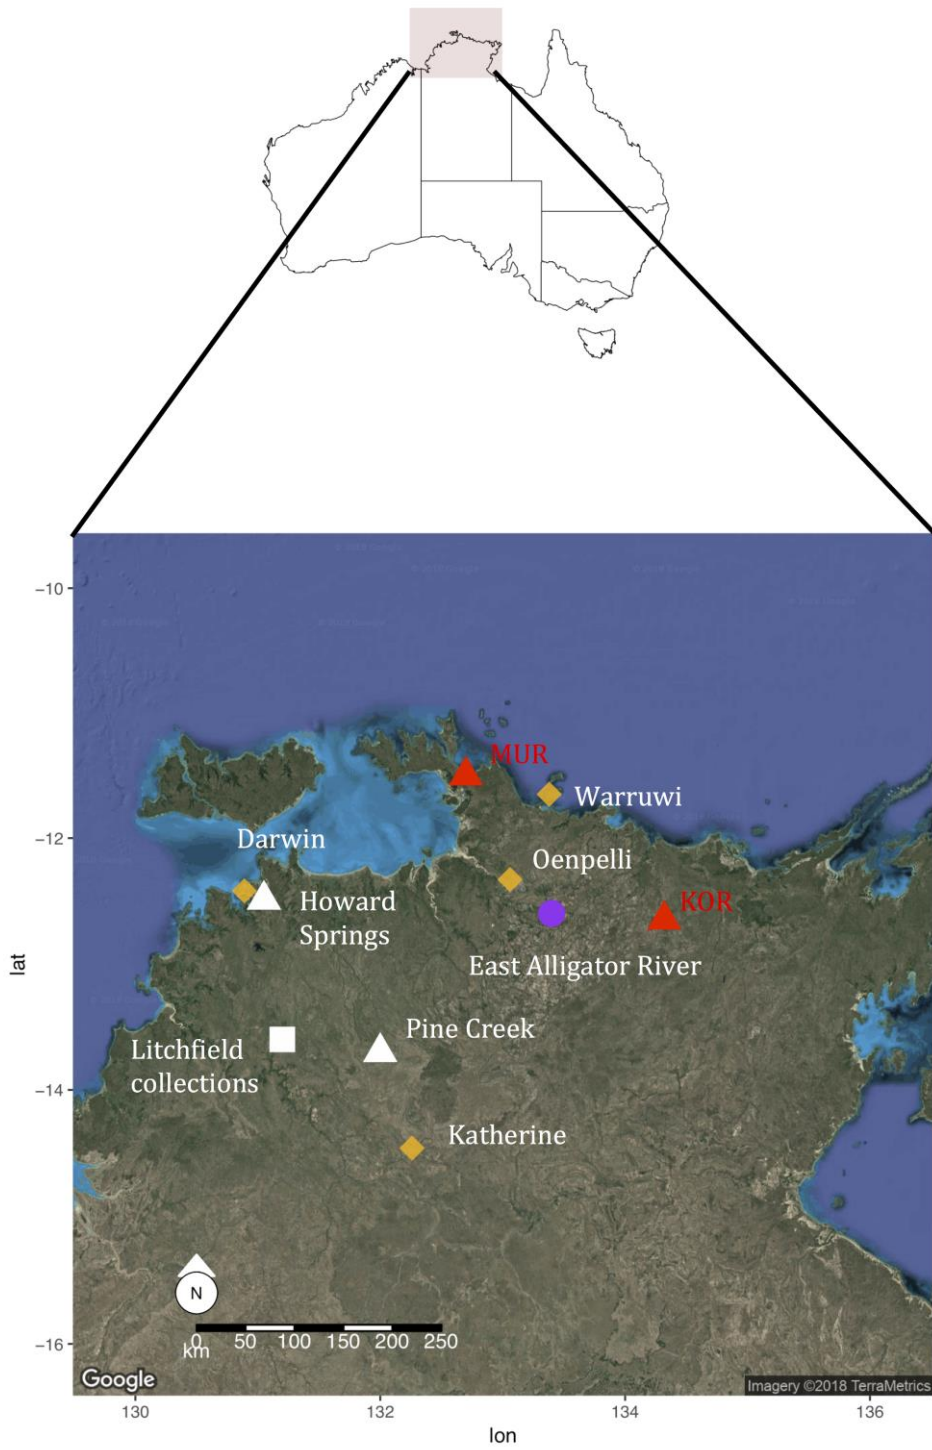 −10
MUR
Warruwi
−12
Darwin
Oenpelli
Howard
Springs
KOR
lat
East Alligator River
Pine Creek
Litchfield
collections
−14
Katherine
N
0 50 100 150 200 250
km
−16
Google
Imagery ©2018 TerraMetrics
130 132 134 136
lon